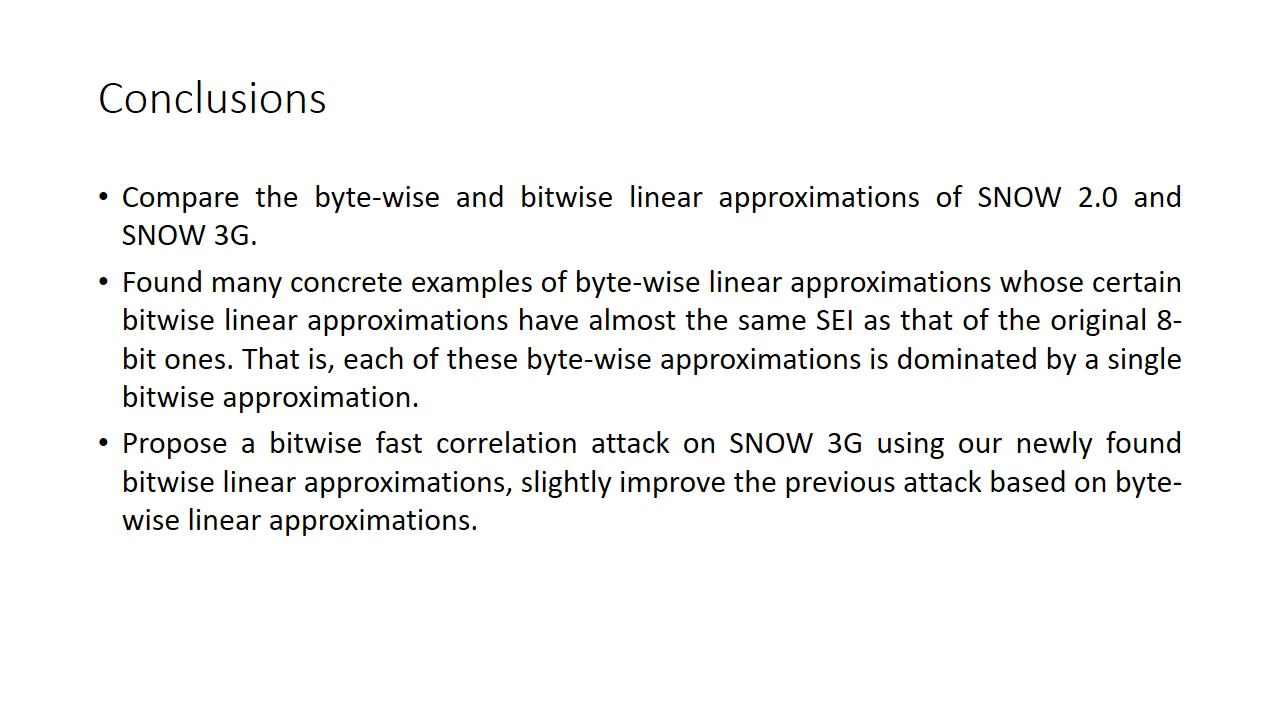 Conclusions
• Compare the byte-wise and bitwise linear approximations of SNOW 2.0 and
SNOW 3G.
• Found many concrete examples of byte-wise linear approximations whose certain
bitwise linear approximations have almost the same SEI as that of the original 8-
bit ones. That is, each of these byte-wise approximations is dominated by a single
bitwise approximation.
• Propose a bitwise fast correlation attack on SNOW 3G using our newly found
bitwise linear approximations, slightly improve the previous attack based on byte-
wise linear approximations.